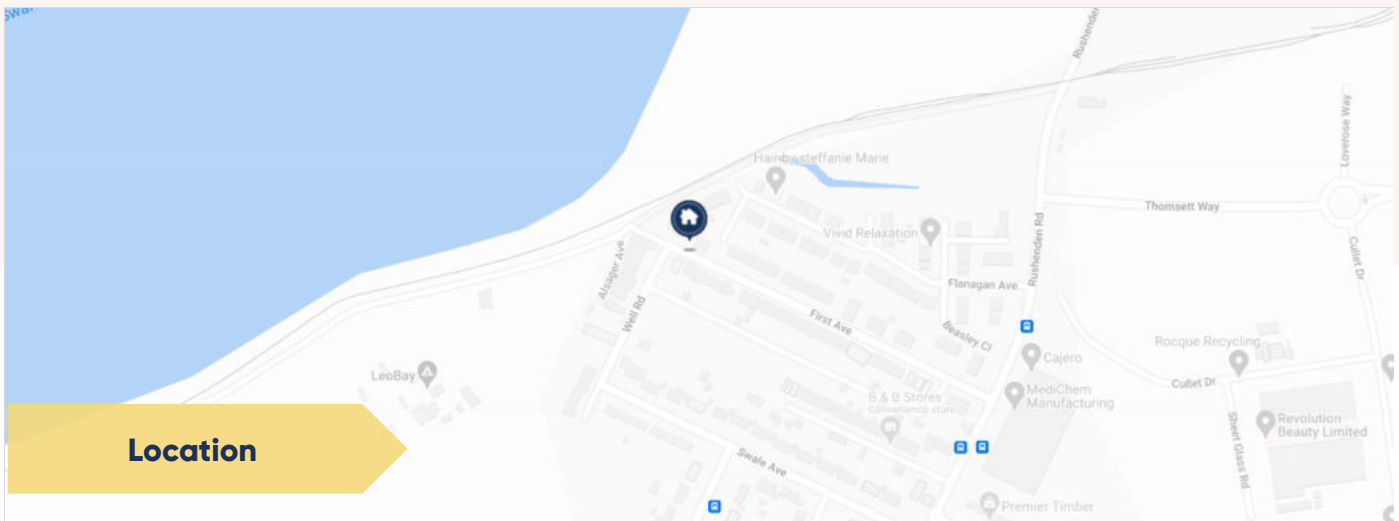 Rushenden
Loverose Way
Hairbysteffanie Marie
Thomsett Way
Vivid Relaxation
Rushenden Rd
Cullet Dr
Alsager Ave
Flanagan Ave
Well Rd
First Ave
Beasley Cl
Rocque Recycling
Cajero
LeoBay
Cullet Dr
MediChem
Manufacturing
B & B Stores
Convenience store
Revolution
Beauty Limited
Sheet Glass Rd
Location
Swale Ave
Premier Timber